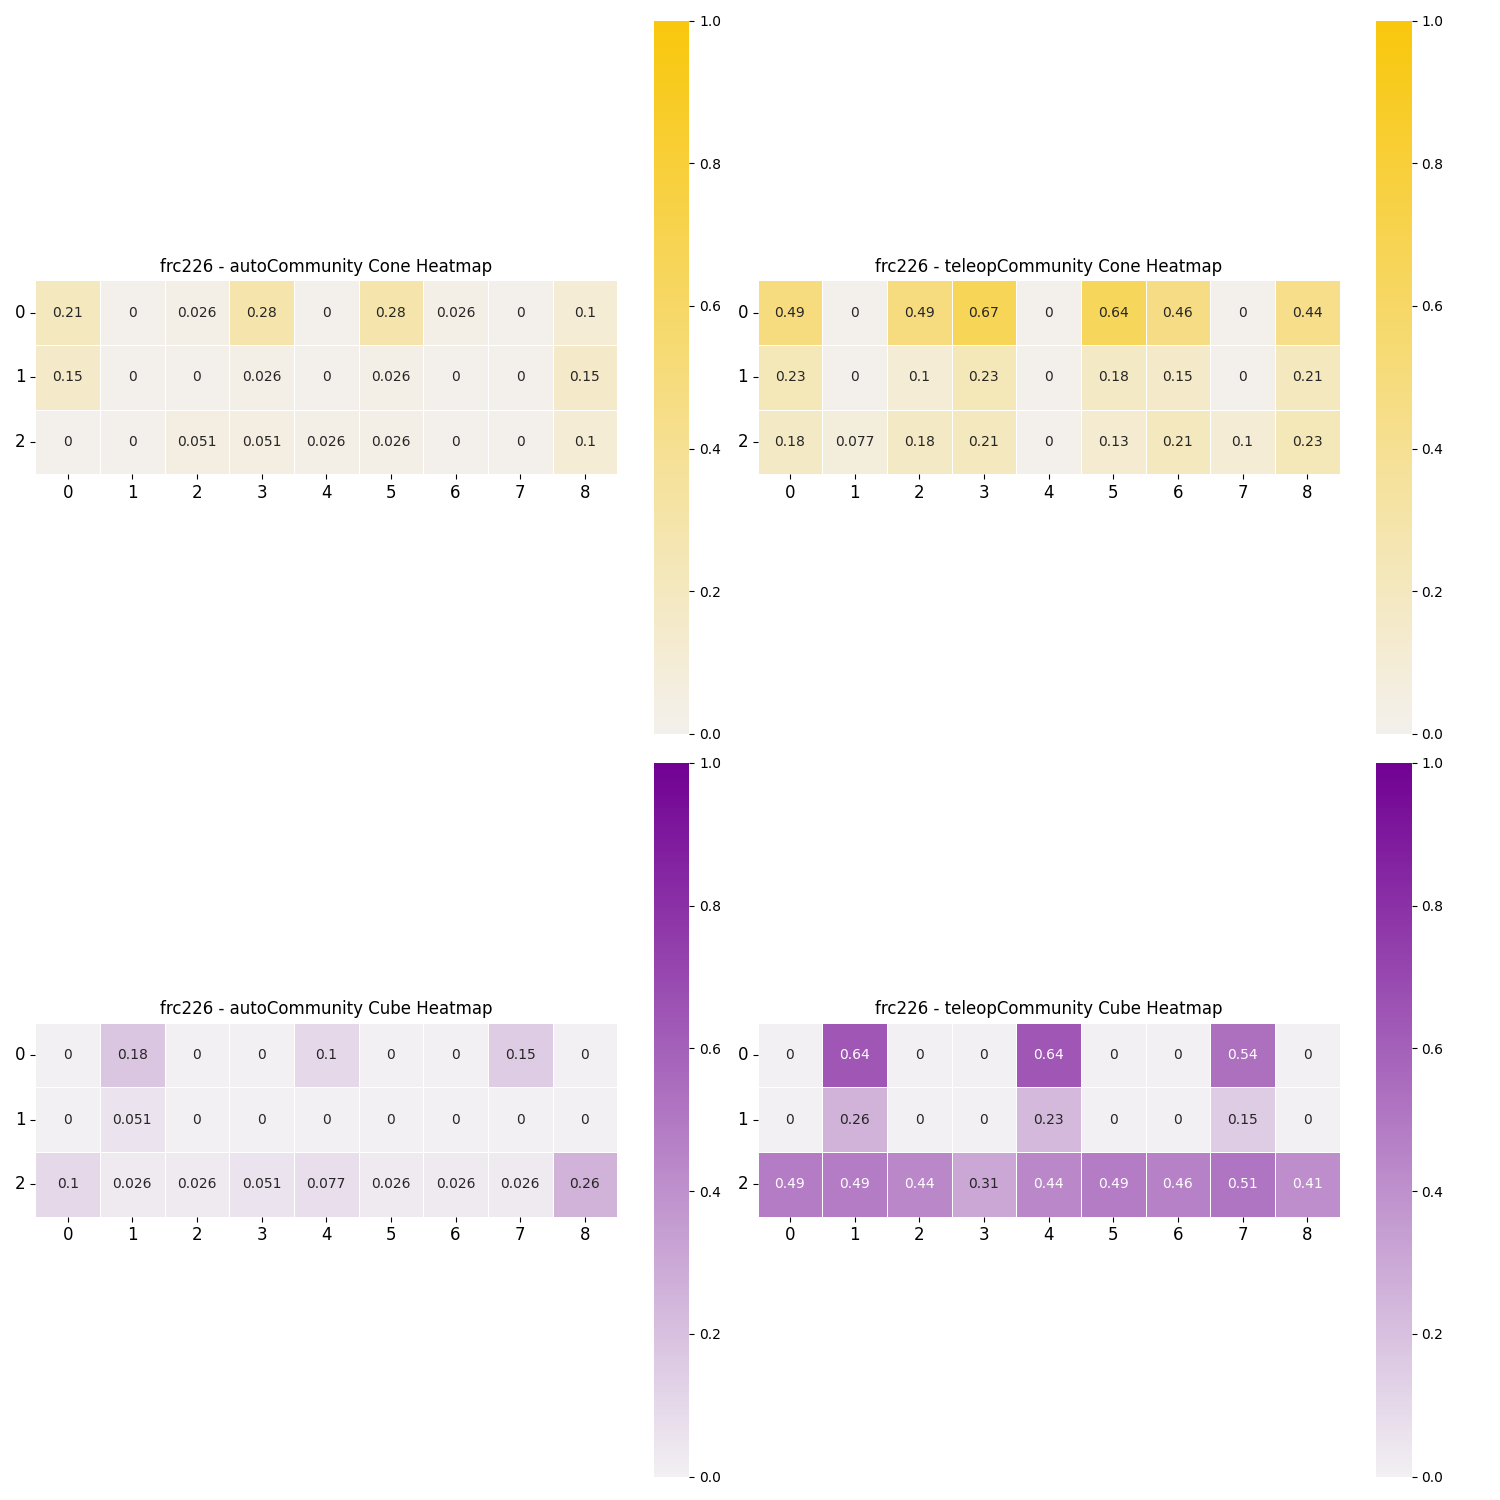 frc226 - autoCommunity Cone Heatmap
0 0.21 0 0.026 0.28 0 0.28 0.026 0 0.1
1 0.15 0 0 0.026 0 0.026 0 0 0.15
2 0 0 0.051 0.051 0.026 0.026 0 0 0.1
0 1 2 3 4 5 6 7 8
1.0
0.8
0.6
0.4
0.2
0.0
frc226 - teleopCommunity Cone Heatmap
0 0.49 0 0.49 0.67 0 0.64 0.46 0 0.44
1 0.23 0 0.1 0.23 0 0.18 0.15 0 0.21
2 0.18 0.077 0.18 0.21 0 0.13 0.21 0.1 0.23
0 1 2 3 4 5 6 7 8
1.0
0.8
0.6
0.4
0.2
0.0
frc226 - autoCommunity Cube Heatmap
0 0 0.18 0 0 0.1 0 0 0.15 0
1 0 0.051 0 0 0 0 0 0 0
2 0.1 0.026 0.026 0.051 0.077 0.026 0.026 0.026 0.26
0 1 2 3 4 5 6 7 8
1.0
0.8
0.6
0.4
0.2
0.0
frc226 - teleopCommunity Cube Heatmap
0 0 0.64 0 0 0.64 0 0 0.54 0
1 0 0.26 0 0 0.23 0 0 0.15 0
2 0.49 0.49 0.44 0.31 0.44 0.49 0.46 0.51 0.41
0 1 2 3 4 5 6 7 8
1.0
0.8
0.6
0.4
0.2
0.0